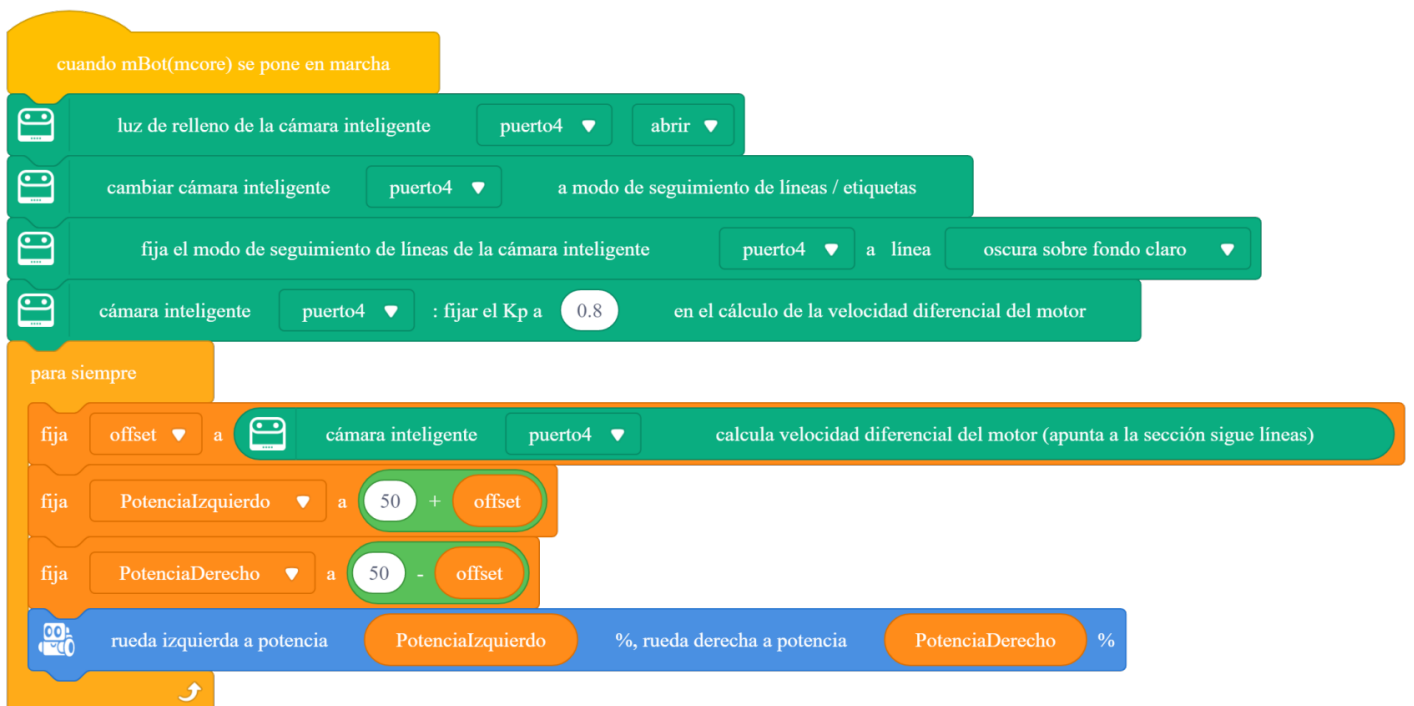 cuando mBot(mcore) se pone en marcha
luz de relleno de la cámara inteligente puerto4 abrir
cambiar cámara inteligente puerto4 a modo de seguimiento de líneas / etiquetas
fija el modo de seguimiento de líneas de la cámara inteligente puerto4 a línea oscura sobre fondo claro
cámara inteligente puerto4 : fijar el Kp a 0.8 en el cálculo de la velocidad diferencial del motor
para siempre
fija offset a cámara inteligente puerto4 calcula velocidad diferencial del motor (apunta a la sección sigue líneas)
fija PotenciaIzquierdo a 50 + offset
fija PotenciaDerecho a 50 - offset
rueda izquierda a potencia PotenciaIzquierdo %, rueda derecha a potencia PotenciaDerecho %